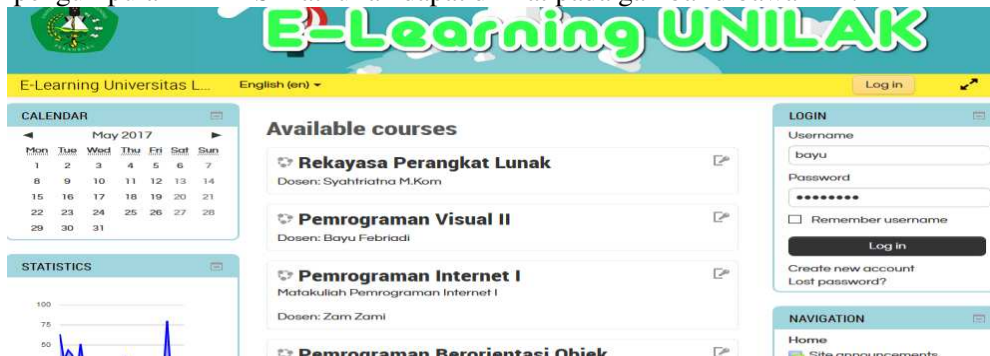 E-Learning UNILAK
E-Learning Universitas L...
English (en)
Log in
CALENDAR
May 2017
Mon Tue Wed Thu Fri Sat Sun
1 2 3 4 5 6 7
8 9 10 11 12 13 14
15 16 17 18 19 20 21
22 23 24 25 26 27 28
29 30 31
STATISTICS
100
75
50
Available courses
Rekayasa Perangkat Lunak
Dosen: Syahtriatna M.Kom
Pemrograman Visual II
Dosen: Bayu Febriadi
Pemrograman Internet I
Matakuliah Pemrograman Internet I
Dosen: Zam Zami
Pemrograman Berorientasi Objek
LOGIN
Username
bayu
Password
••••••••
Remember username
Log in
Create new account
Lost password?
NAVIGATION
Home
Site announcements